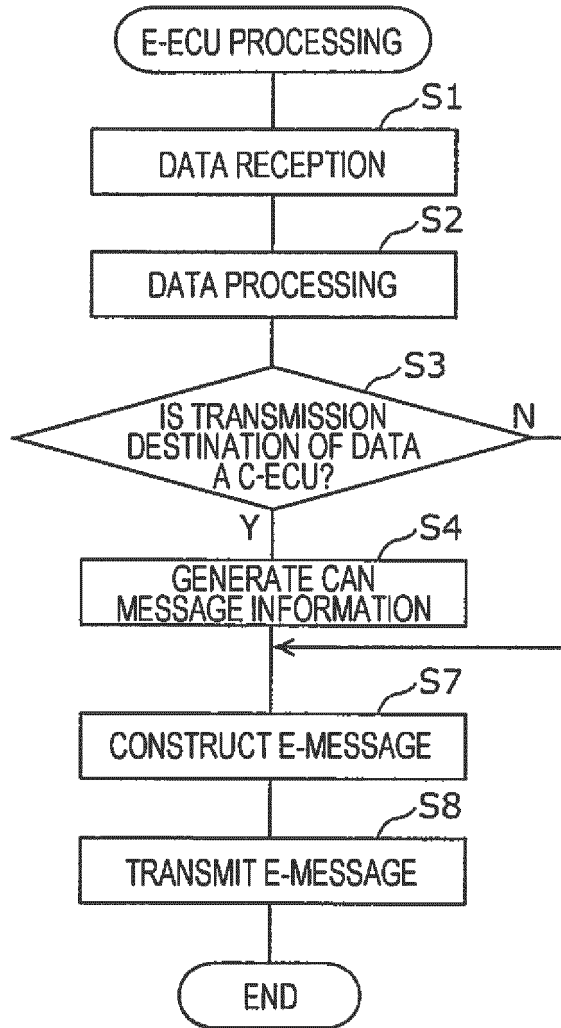 E-ECU PROCESSING
S1
DATA RECEPTION
S2
DATA PROCESSING
S3
IS TRANSMISSION
DESTINATION OF DATA
A C-ECU?
N
Y
S4
GENERATE CAN
MESSAGE INFORMATION
S7
CONSTRUCT E-MESSAGE
S8
TRANSMIT E-MESSAGE
END